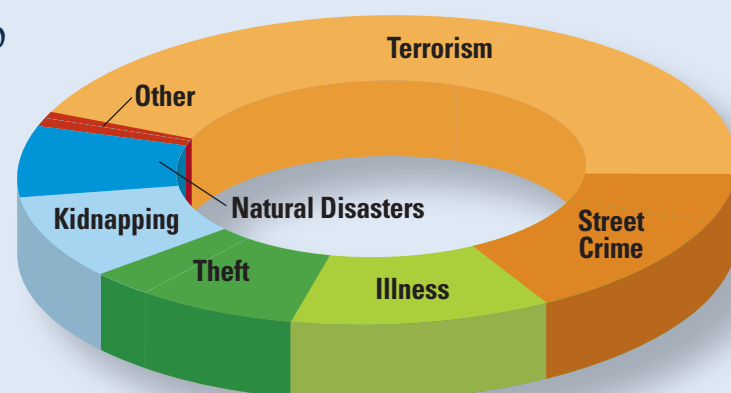 Terrorism
Other
Natural Disasters
Kidnapping
Street
Crime
Theft
Illness